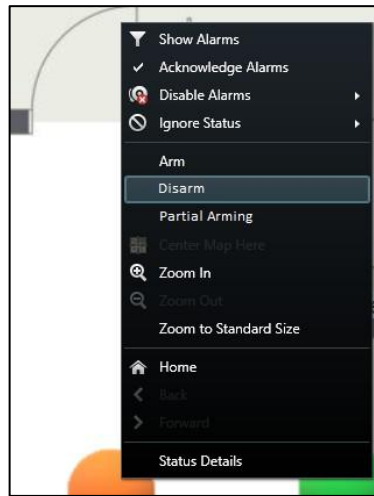 Show Alarms
Acknowledge Alarms
Disable Alarms
Ignore Status
Arm
Disarm
Partial Arming
Center Map Here
Zoom In
Zoom Out
Zoom to Standard Size
Home
Back
Forward
Status Details